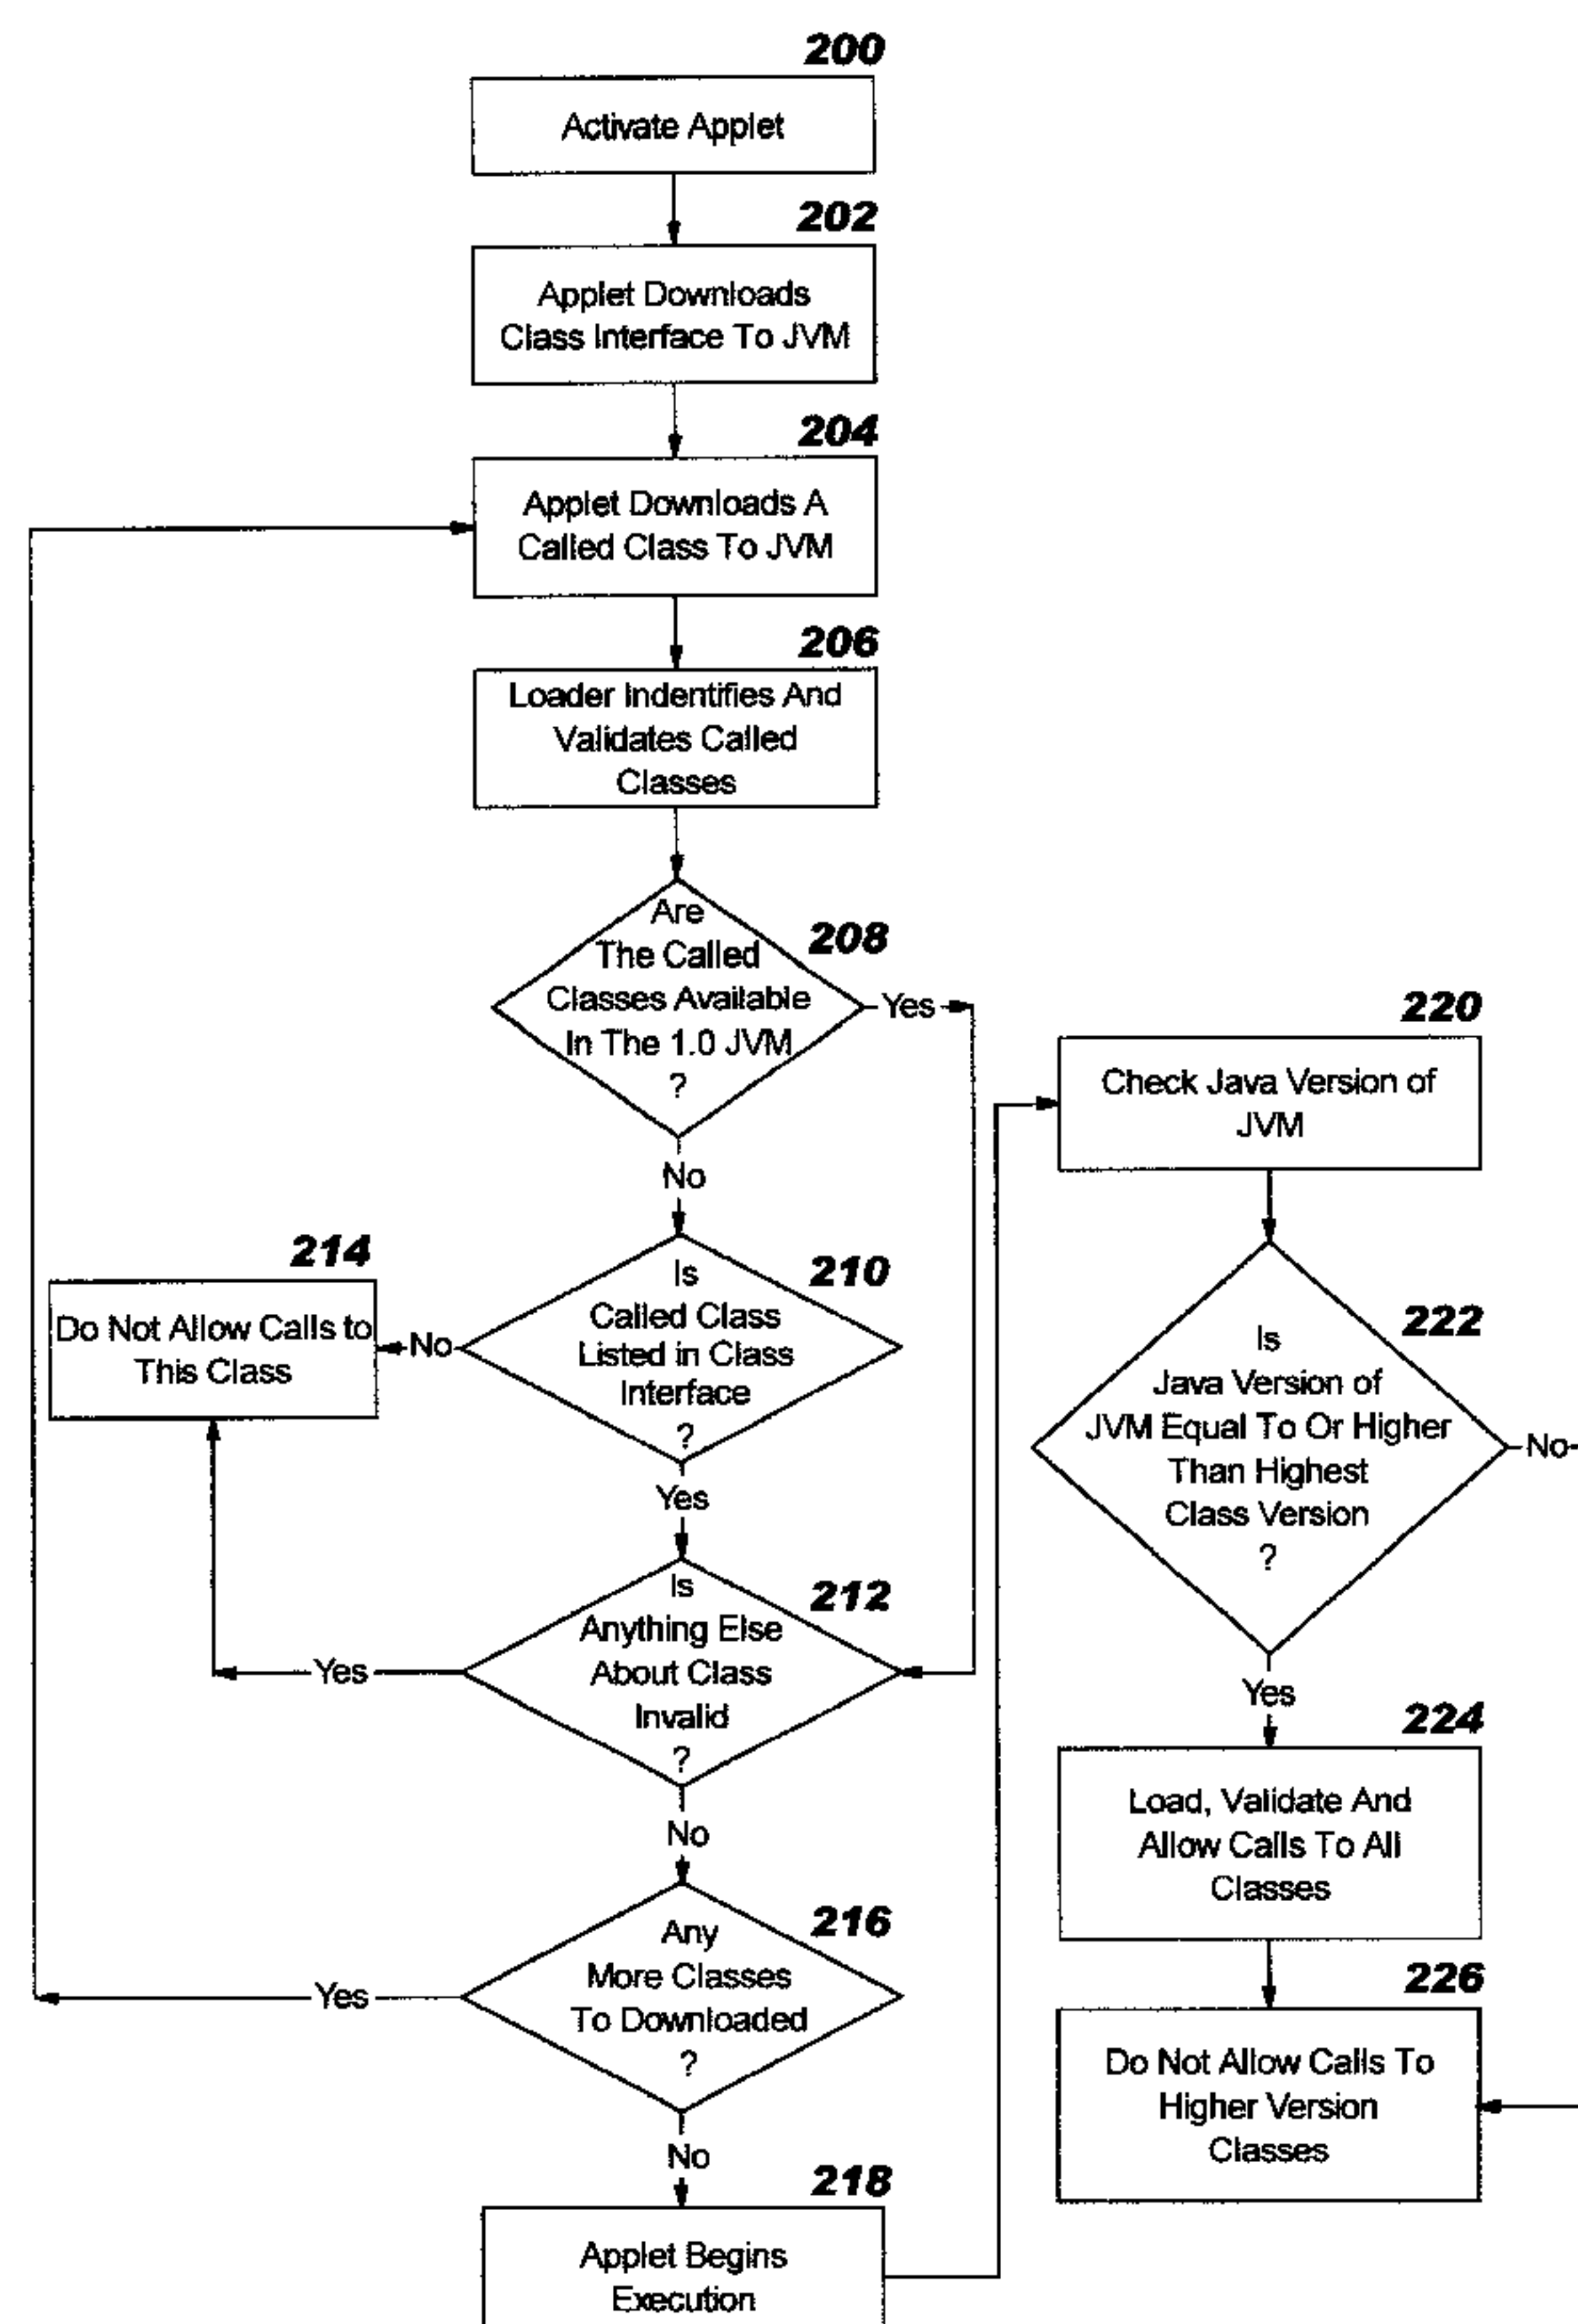 200
Activate Applet
202
Applet Downloads
Class Interface To JVM
204
Applet Downloads A
Called Class To JVM
206
Loader Indentifies And
Validates Called
Classes
208
Are
The Called
Classes Available
In The 1.0 JVM
?
Yes
No
210
Is
Called Class
Listed in Class
Interface
?
No
214
Do Not Allow Calls to
This Class
Yes
212
Is
Anything Else
About Class
Invalid
?
Yes
No
216
Any
More Classes
To Downloaded
?
Yes
No
218
Applet Begins
Execution
220
Check Java Version of
JVM
222
Is
Java Version of
JVM Equal To Or Higher
Than Highest
Class Version
?
No
Yes
224
Load, Validate And
Allow Calls To All
Classes
226
Do Not Allow Calls To
Higher Version
Classes